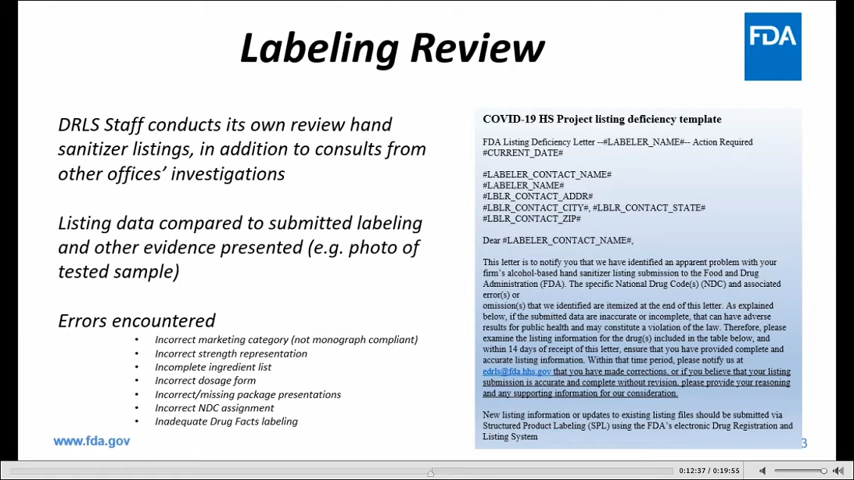 Labeling Review
FDA
DRLS Staff conducts its own review hand
sanitizer listings, in addition to consults from
other offices' investigations
Listing data compared to submitted labeling
and other evidence presented (e.g. photo of
tested sample)
Errors encountered
• Incorrect marketing category (not monograph compliant)
• Incorrect strength representation
• Incomplete ingredient list
• Incorrect dosage form
• Incorrect/missing package presentations
• Incorrect NDC assignment
• Inadequate Drug Facts labeling
www.fda.gov
COVID-19 HS Project listing deficiency template
FDA Listing Deficiency Letter --#LABELER_NAME#-- Action Required
#CURRENT_DATE#
#LABELER_CONTACT_NAME#
#LABELER_NAME#
#LBLR_CONTACT_ADDR#
#LBLR_CONTACT_CITY#, #LBLR_CONTACT_STATE#
#LBLR_CONTACT_ZIP#
Dear #LABELER_CONTACT_NAME#,
This letter is to notify you that we have identified an apparent problem with your
firm's alcohol-based hand sanitizer listing submission to the Food and Drug
Administration (FDA). The specific National Drug Code(s) (NDC) and associated
error(s) or
omission(s) that we identified are itemized at the end of this letter. As explained
below, if the submitted data are inaccurate or incomplete, that can have adverse
results for public health and may constitute a violation of the law. Therefore, please
examine the listing information for the drug(s) included in the table below, and
within 14 days of receipt of this letter, ensure that you have provided complete and
accurate listing information. Within that time period, please notify us at
edrls@fda.hhs.gov that you have made corrections, or if you believe that your listing
submission is accurate and complete without revision, please provide your reasoning
and any supporting information for our consideration.
New listing information or updates to existing listing files should be submitted via
Structured Product Labeling (SPL) using the FDA's electronic Drug Registration and
Listing System
3
0:12:37 / 0:19:55